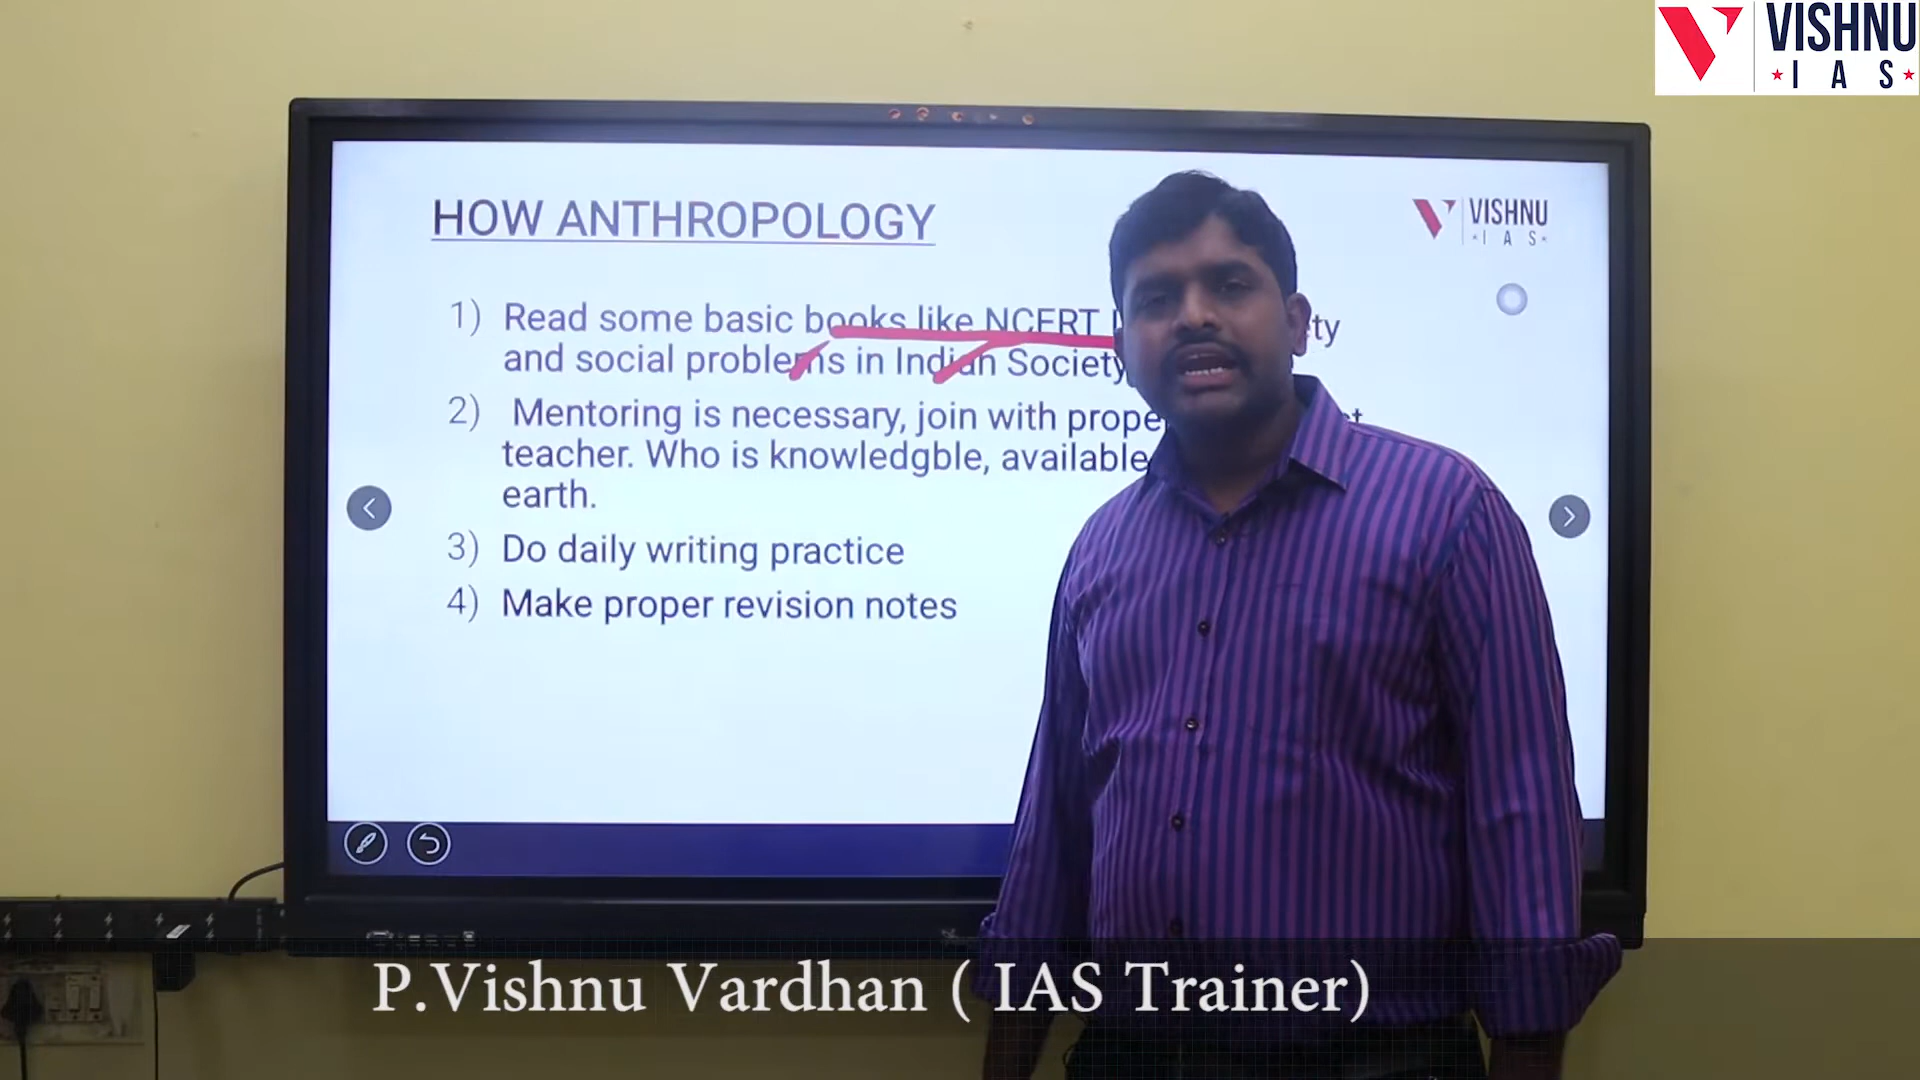 VISHNU
IAS
HOW ANTHROPOLOGY
VISHNU
IAS
1) Read some basic books like NCERT
and social problems in Indian Society
2) Mentoring is necessary, join with
teacher. Who is knowledgble, available
earth.
3) Do daily writing practice
4) Make proper revision notes
P.Vishnu Vardhan ( IAS Trainer)